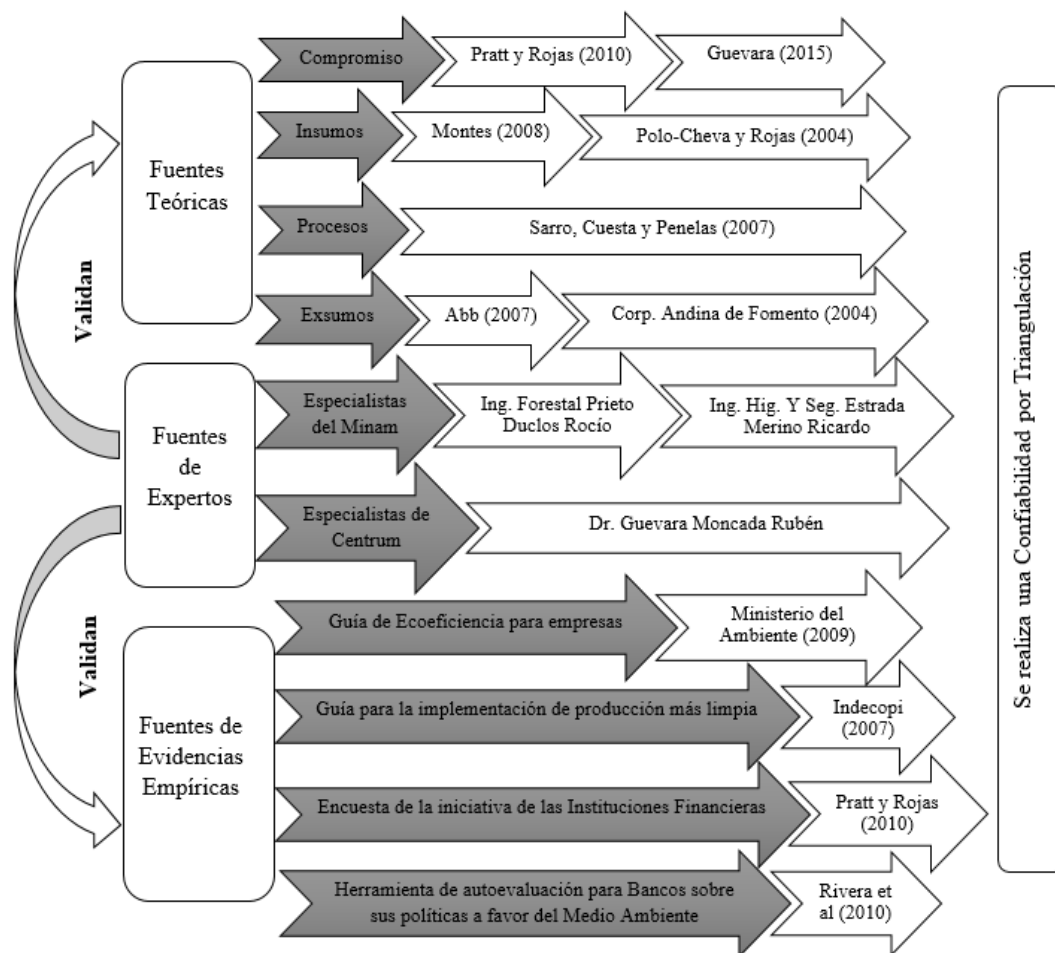 Compromiso
Pratt y Rojas (2010)
Guevara (2015)
Fuentes
Teóricas
Insumos
Montes (2008)
Polo-Cheva y Rojas (2004)
Procesos
Sarro, Cuesta y Penelas (2007)
Exsumos
Abb (2007)
Corp. Andina de Fomento (2004)
Validan
Fuentes
de
Expertos
Especialistas
del Minam
Ing. Forestal Prieto
Duclos Rocío
Ing. Hig. Y Seg. Estrada
Merino Ricardo
Especialistas de
Centrum
Dr. Guevara Moncada Rubén
Validan
Fuentes de
Evidencias
Empíricas
Guía de Ecoeficiencia para empresas
Ministerio del
Ambiente (2009)
Guía para la implementación de producción más limpia
Indecopi
(2007)
Encuesta de la iniciativa de las Instituciones Financieras
Pratt y Rojas
(2010)
Herramienta de autoevaluación para Bancos sobre
sus políticas a favor del Medio Ambiente
Rivera et
al (2010)
Se realiza una Confiabilidad por Triangulación